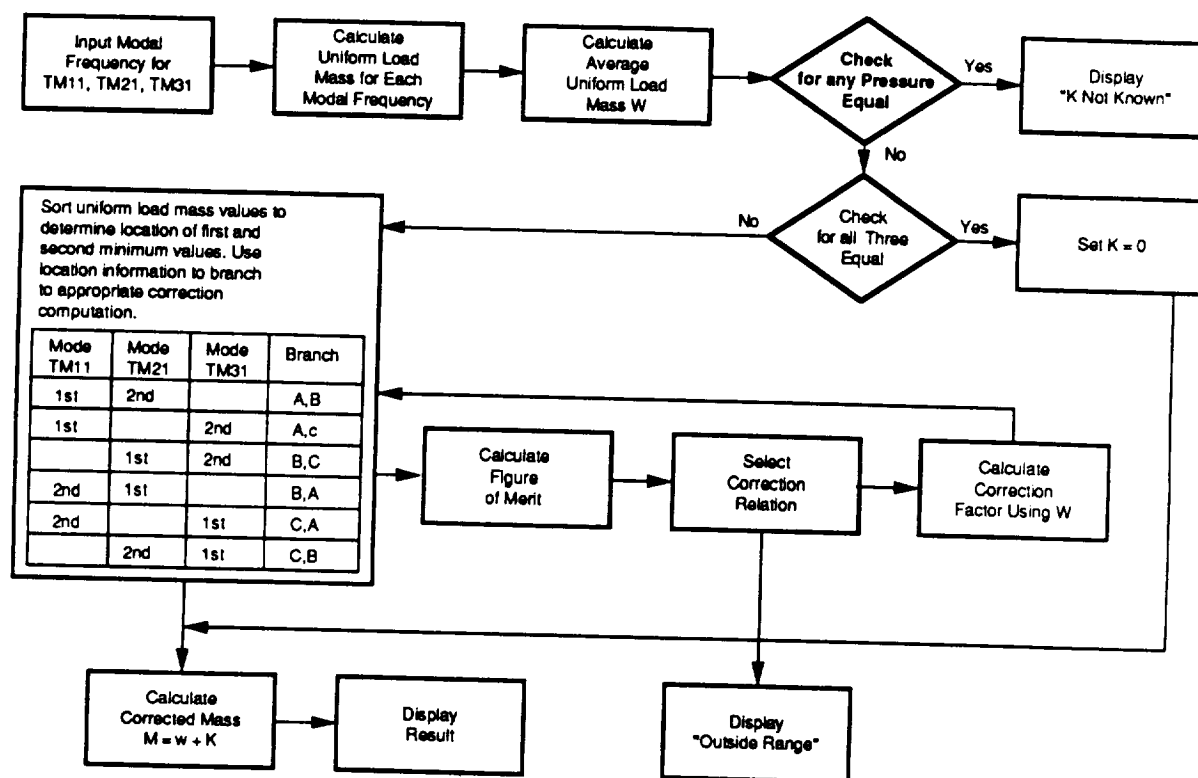 Input Modal
Frequency for
TM11, TM21, TM31
Calculate
Uniform Load
Mass for Each
Modal Frequency
Calculate
Average
Uniform Load
Mass W
Check
for any Pressure
Equal
Yes
Display
"K Not Known"
No
Check
for all Three
Equal
No
Yes
Set K = 0
Sort uniform load mass values to
determine location of first and
second minimum values. Use
location information to branch
to appropriate correction
computation.
Mode TM11 Mode TM21 Mode TM31 Branch
1st 2nd A,B
1st 2nd A,c
1st 2nd B,C
2nd 1st B,A
2nd 1st C,A
2nd 1st C,B
Calculate
Figure
of Merit
Select
Correction
Relation
Calculate
Correction
Factor Using W
Calculate
Corrected Mass
M = w + K
Display
Result
Display
"Outside Range"